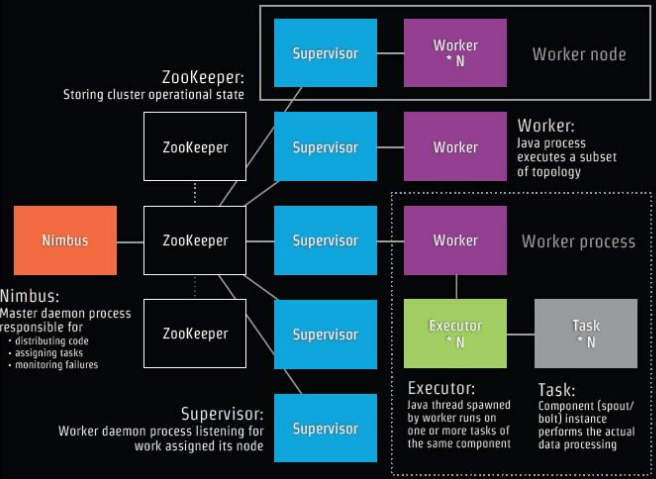 Supervisor
Worker
* N
Worker node
ZooKeeper:
Storing cluster operational state
ZooKeeper
Supervisor
Worker
Worker:
Java process
executes a subset
of topology
Nimbus
ZooKeeper
Supervisor
Worker
Worker process
Nimbus:
Master daemon process
responsible for
• distributing code
• assigning tasks
• monitoring failures
ZooKeeper
Supervisor
Executor
* N
Task
* N
Supervisor:
Worker daemon process listening for
work assigned its node
Supervisor
Executor:
Java thread spawned
by worker runs on
one or more tasks of
the same component
Task:
Component (spout/
bolt) instance
performs the actual
data processing